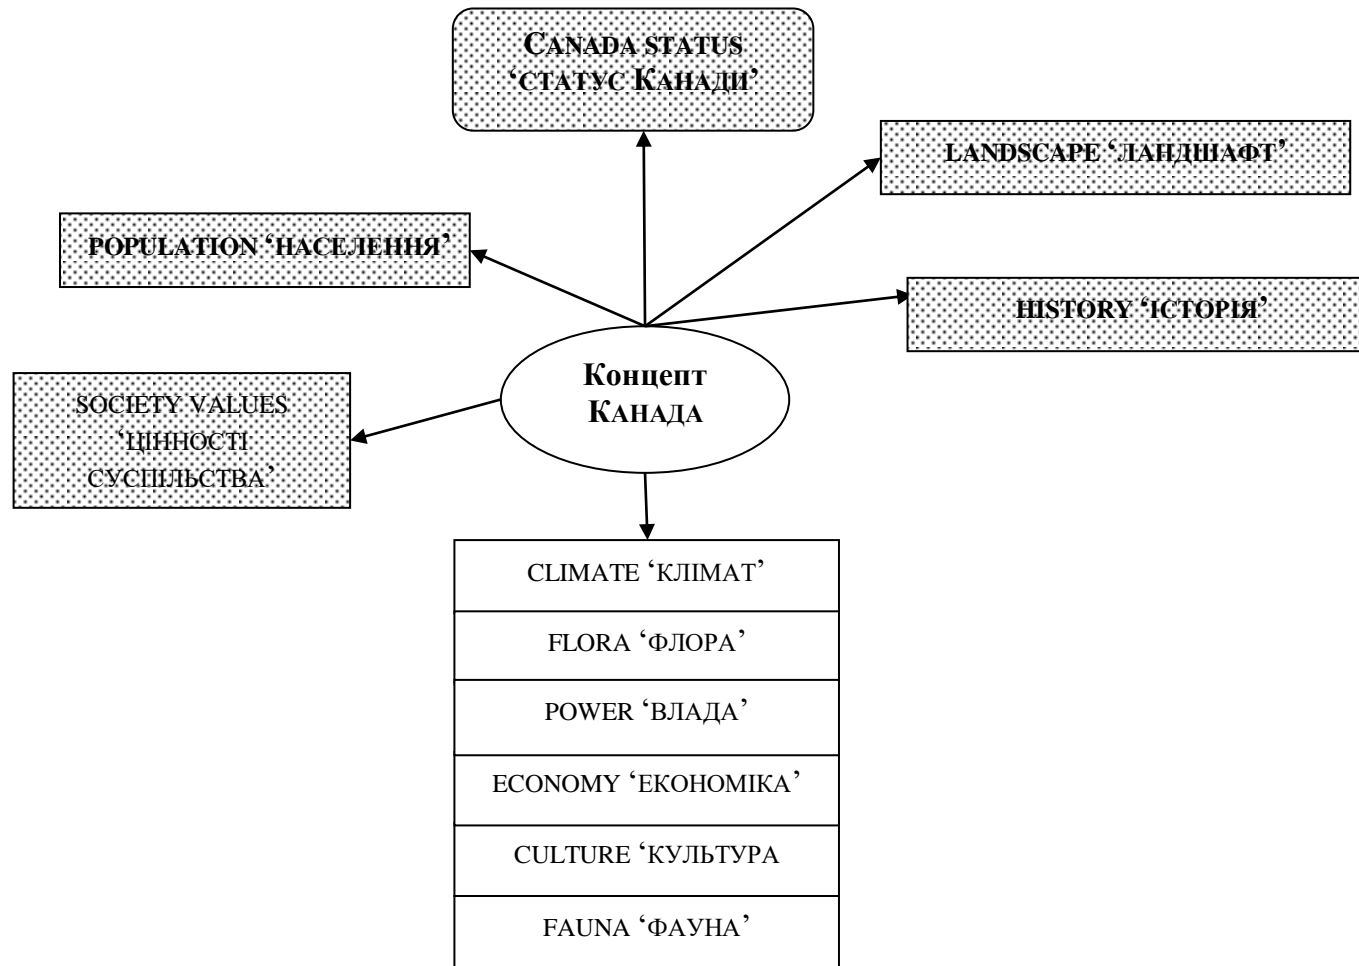 CANADA STATUS
‘СТАТУС КАНАДИ’
LANDSCAPE ‘ЛАНДШАФТ’
POPULATION ‘НАСЕЛЕННЯ’
HISTORY ‘ІСТОРІЯ’
Концепт
КАНАДА
SOCIETY VALUES
‘ЦІННОСТІ
СУСПІЛЬСТВА’
CLIMATE ‘КЛІМАТ’
FLORA ‘ФЛОРА’
POWER ‘ВЛАДА’
ECONOMY ‘ЕКОНОМІКА’
CULTURE ‘КУЛЬТУРА
FAUNA ‘ФАУНА’